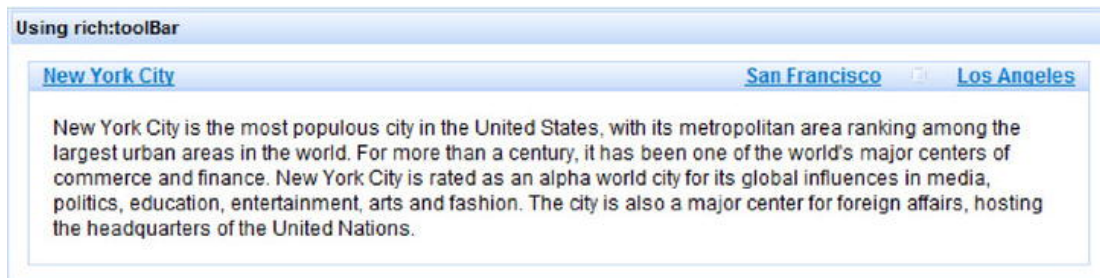 Using rich:toolBar
New York City San Francisco Los Angeles
New York City is the most populous city in the United States, with its metropolitan area ranking among the
largest urban areas in the world. For more than a century, it has been one of the world's major centers of
commerce and finance. New York City is rated as an alpha world city for its global influences in media,
politics, education, entertainment, arts and fashion. The city is also a major center for foreign affairs, hosting
the headquarters of the United Nations.